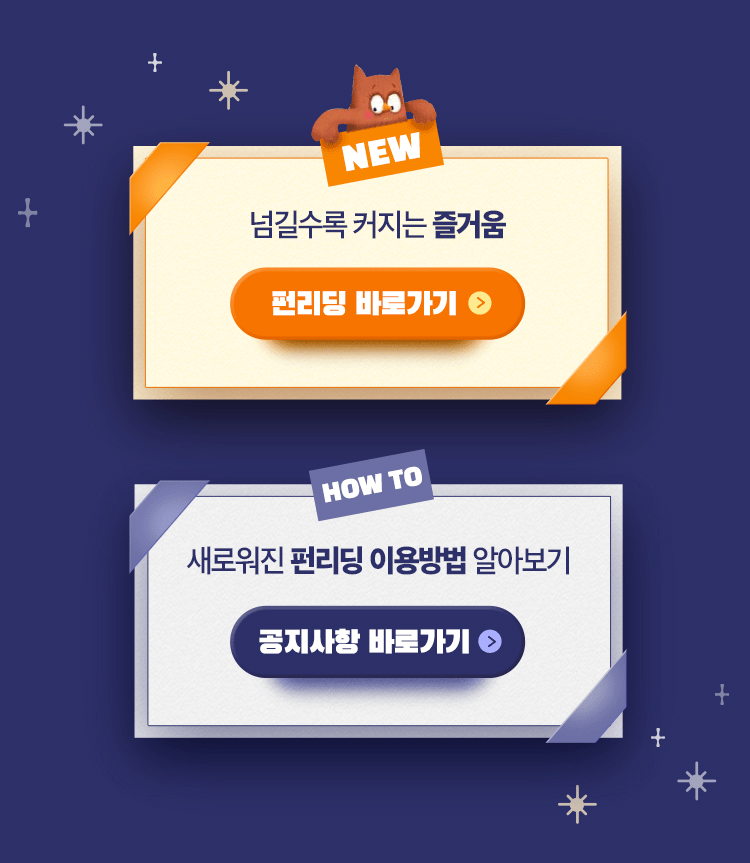 NEW
넘길수록 커지는 즐거움
펀리딩 바로가기
HOW TO
새로워진 펀리딩 이용방법 알아보기
공지사항 바로가기